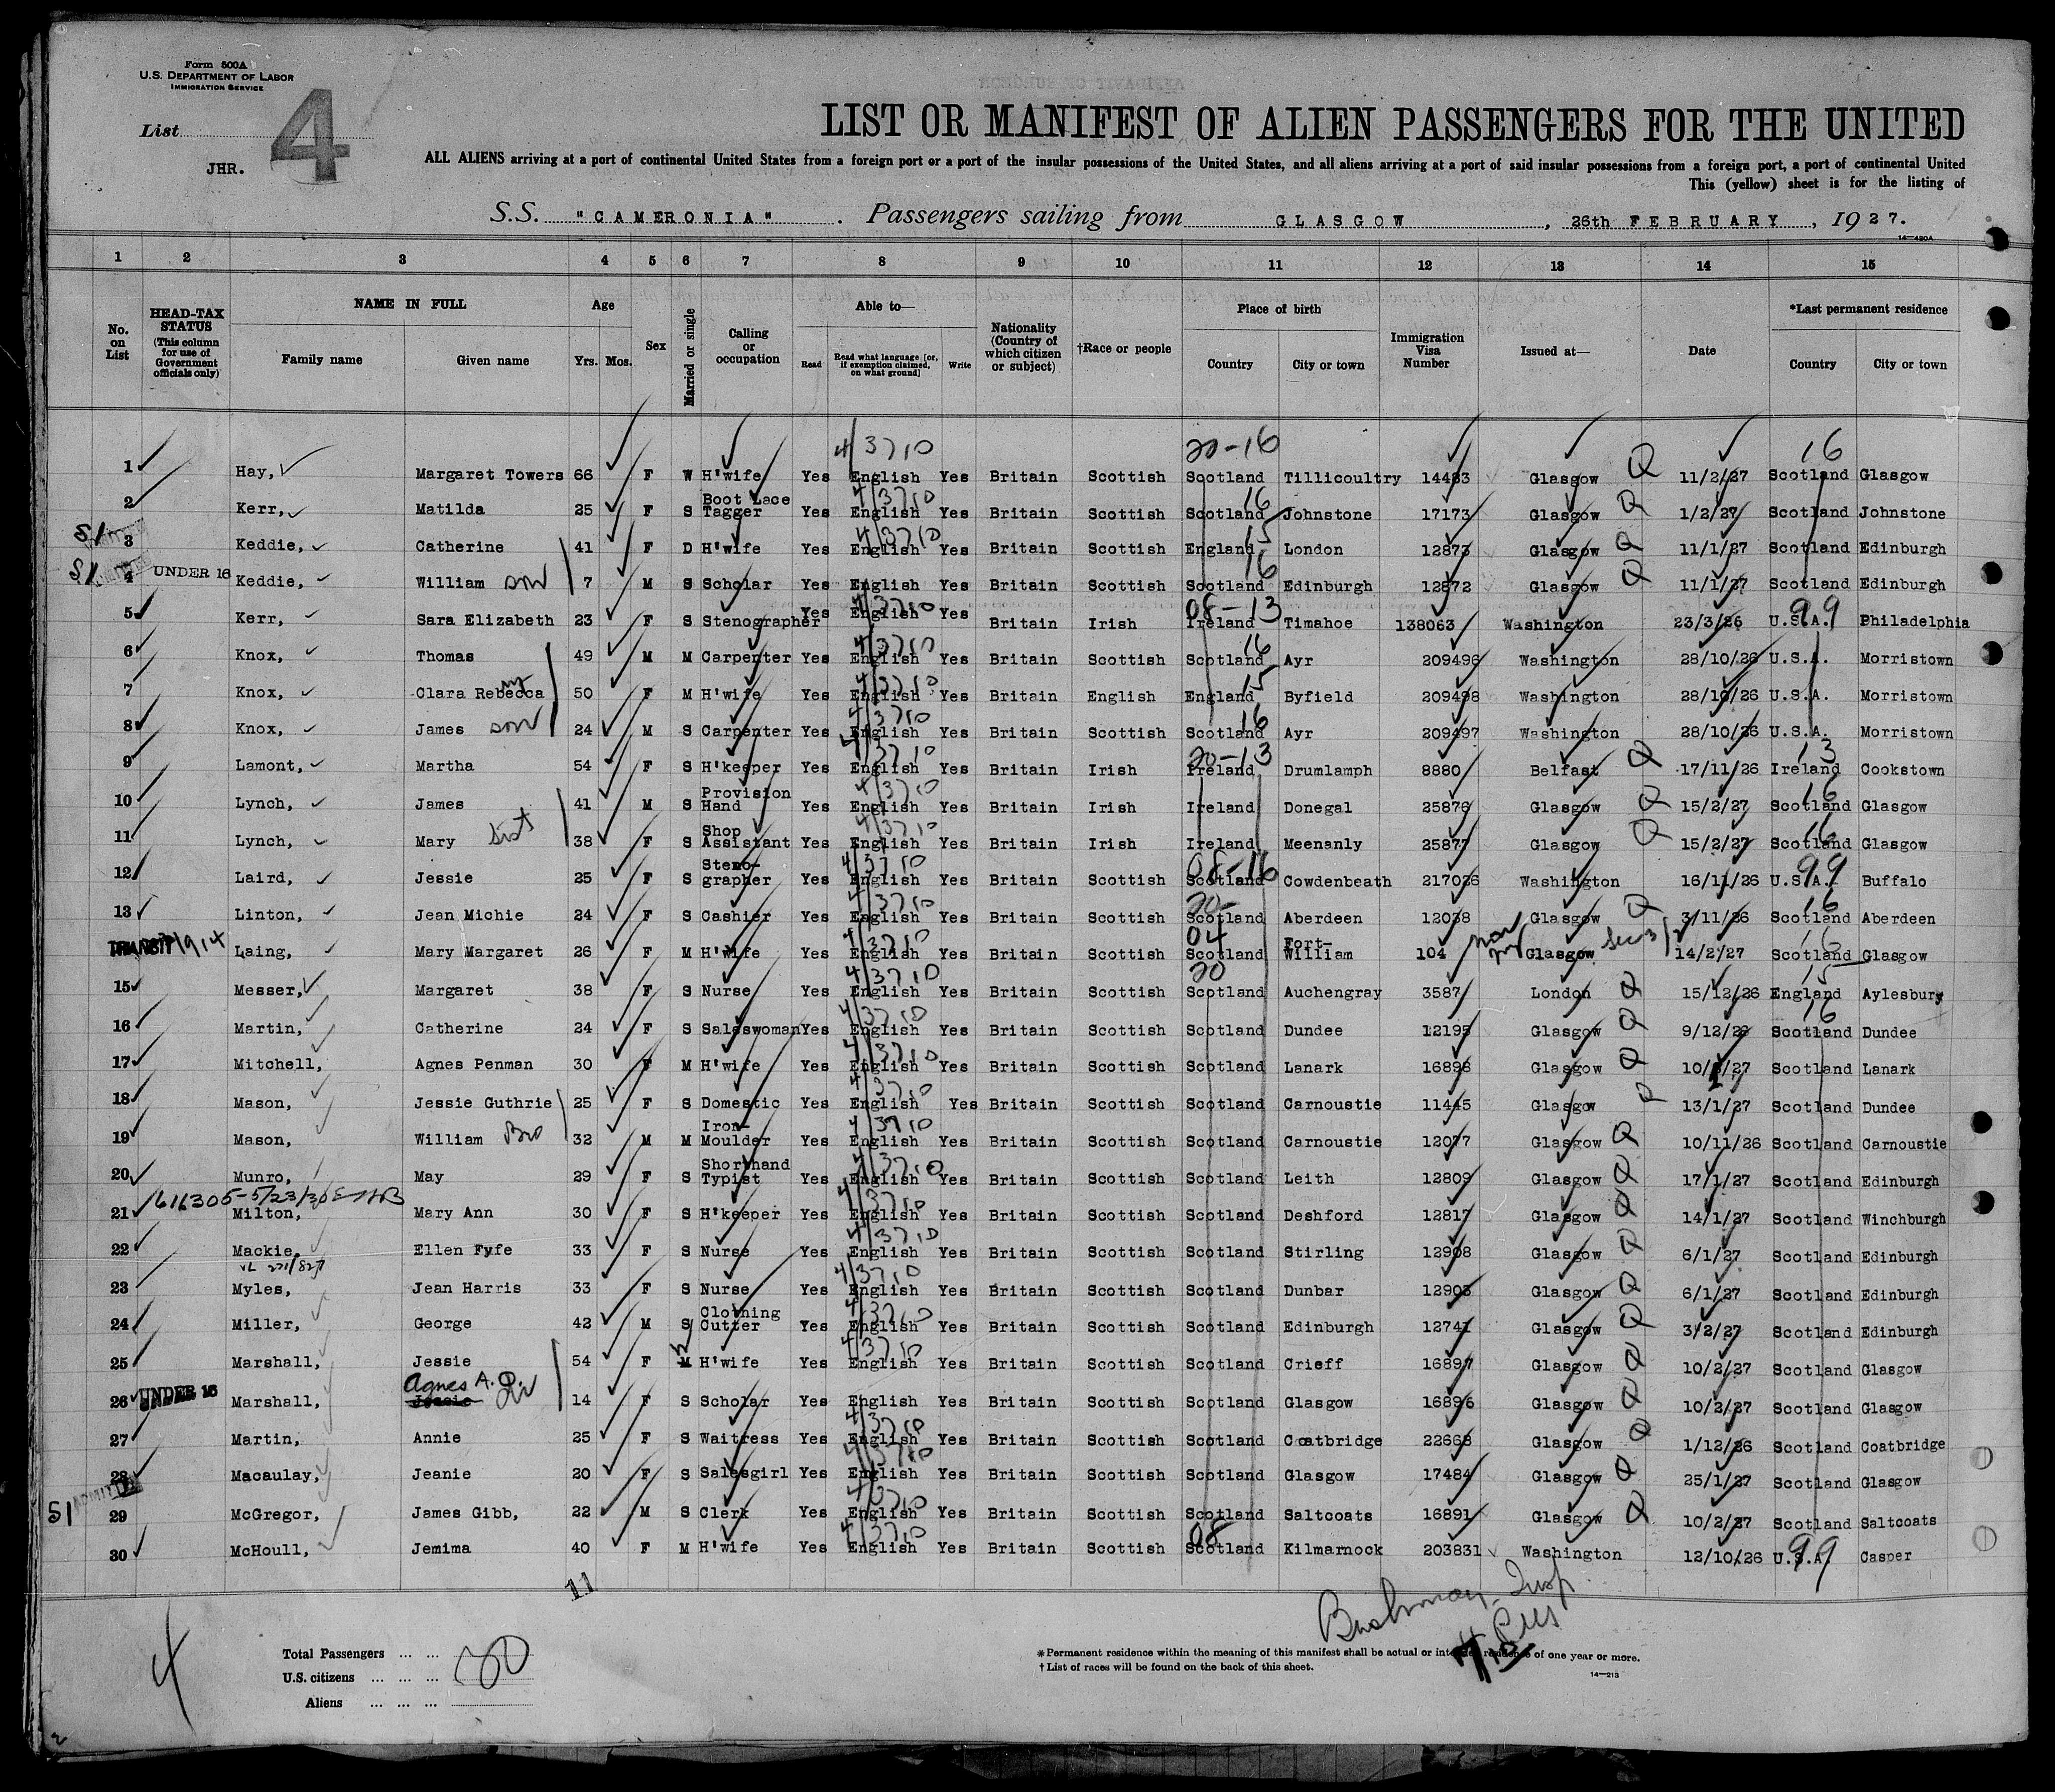 Form 500A
U.S. DEPARTMENT OF LABOR
IMMIGRATION SERVICE
List 4
JHR.
LIST OR MANIFEST OF ALIEN PASSENGERS FOR THE UNITED
ALL ALIENS arriving at a port of continental United States from a foreign port or a port of the insular possessions of the United States, and all aliens arriving at a port of said insular possessions from a foreign port, a port of continental United
This (yellow) sheet is for the listing of
S.S. "CAMERONIA" . Passengers sailing from GLASGOW , 26th FEBRUARY , 1927.
14—430A
1 2 3 4 5 6 7 8 9 10 11 12 13 14 15
No. on List
HEAD-TAX STATUS (This column for use of Government officials only)
NAME IN FULL
Family name Given name
Age
Yrs. Mos.
Sex
Married or single
Calling or occupation
Able to—
Read Read what language [or, if exemption claimed, on what ground] Write
Nationality (Country of which citizen or subject)
†Race or people
Place of birth
Country City or town
Immigration Visa Number
Issued at—
Date
*Last permanent residence
Country City or town
1 Hay, Margaret Towers 66 F W H'wife Yes English Yes Britain Scottish Scotland Tillicoultry 14483 Glasgow Q 11/2/27 Scotland Glasgow
2 Kerr, Matilda 25 F S Boot Lace Tagger Yes English Yes Britain Scottish Scotland Johnstone 17173 Glasgow Q 1/2/27 Scotland Johnstone
S1 3 Keddie, Catherine 41 F D H'wife Yes English Yes Britain Scottish England London 12873 Glasgow Q 11/1/27 Scotland Edinburgh
S1 4 UNDER 16 Keddie, William son 7 M S Scholar Yes English Yes Britain Scottish Scotland Edinburgh 12872 Glasgow Q 11/1/27 Scotland Edinburgh
5 Kerr, Sara Elizabeth 23 F S Stenographer Yes English Yes Britain Irish Ireland Timahoe 138063 Washington 23/3/26 U.S.A. Philadelphia
6 Knox, Thomas 49 M M Carpenter Yes English Yes Britain Scottish Scotland Ayr 209496 Washington 28/10/26 U.S.A. Morristown
7 Knox, Clara Rebecca 50 F M H'wife Yes English Yes Britain English England Byfield 209498 Washington 28/10/26 U.S.A. Morristown
8 Knox, James son 24 M S Carpenter Yes English Yes Britain Scottish Scotland Ayr 209497 Washington 28/10/26 U.S.A. Morristown
9 Lamont, Martha 54 F S H'keeper Yes English Yes Britain Irish Ireland Drumlamph 8880 Belfast Q 17/11/26 Ireland Cookstown
10 Lynch, James 41 M S Provision Hand Yes English Yes Britain Irish Ireland Donegal 25876 Glasgow Q 15/2/27 Scotland Glasgow
11 Lynch, Mary sist 38 F S Shop Assistant Yes English Yes Britain Irish Ireland Meenanly 25877 Glasgow Q 15/2/27 Scotland Glasgow
12 Laird, Jessie 25 F S Steno-grapher Yes English Yes Britain Scottish Scotland Cowdenbeath 217026 Washington 16/11/26 U.S.A. Buffalo
13 Linton, Jean Michie 24 F S Cashier Yes English Yes Britain Scottish Scotland Aberdeen 12038 Glasgow Q 3/11/26 Scotland Aberdeen
TRANSIT Laing, Mary Margaret 26 F M H'wife Yes English Yes Britain Scottish Scotland Fort-William 104 Glasgow 14/2/27 Scotland Glasgow
15 Messer, Margaret 38 F S Nurse Yes English Yes Britain Scottish Scotland Auchengray 3587 London Q 15/12/26 England Aylesbury
16 Martin, Catherine 24 F S Saleswoman Yes English Yes Britain Scottish Scotland Dundee 12195 Glasgow Q 9/12/26 Scotland Dundee
17 Mitchell, Agnes Penman 30 F M H'wife Yes English Yes Britain Scottish Scotland Lanark 16898 Glasgow Q 10/2/27 Scotland Lanark
18 Mason, Jessie Guthrie 25 F S Domestic Yes English Yes Britain Scottish Scotland Carnoustie 11445 Glasgow 13/1/27 Scotland Dundee
19 Mason, William Bro 32 M M Iron-Moulder Yes English Yes Britain Scottish Scotland Carnoustie 12077 Glasgow Q 10/11/26 Scotland Carnoustie
20 Munro, May 29 F S Shorthand Typist Yes English Yes Britain Scottish Scotland Leith 12809 Glasgow Q 17/1/27 Scotland Edinburgh
21 Milton, Mary Ann 30 F S H'keeper Yes English Yes Britain Scottish Scotland Deshford 12817 Glasgow Q 14/1/27 Scotland Winchburgh
22 Mackie, Ellen Fyfe 33 F S Nurse Yes English Yes Britain Scottish Scotland Stirling 12908 Glasgow Q 6/1/27 Scotland Edinburgh
23 Myles, Jean Harris 33 F S Nurse Yes English Yes Britain Scottish Scotland Dunbar 12903 Glasgow Q 6/1/27 Scotland Edinburgh
24 Miller, George 42 M S Clothing Cutter Yes English Yes Britain Scottish Scotland Edinburgh 12741 Glasgow Q 3/2/27 Scotland Edinburgh
25 Marshall, Jessie 54 F M H'wife Yes English Yes Britain Scottish Scotland Crieff 16897 Glasgow Q 10/2/27 Scotland Glasgow
26 UNDER 16 Marshall, Agnes A. D. 14 F S Scholar Yes English Yes Britain Scottish Scotland Glasgow 16896 Glasgow Q 10/2/27 Scotland Glasgow
27 Martin, Annie 25 F S Waitress Yes English Yes Britain Scottish Scotland Coatbridge 22668 Glasgow Q 1/12/26 Scotland Coatbridge
28 Macaulay, Jeanie 20 F S Salesgirl Yes English Yes Britain Scottish Scotland Glasgow 17484 Glasgow Q 25/1/27 Scotland Glasgow
S1 29 McGregor, James Gibb, 22 M S Clerk Yes English Yes Britain Scottish Scotland Saltcoats 16891 Glasgow Q 10/2/27 Scotland Saltcoats
30 McHoull, Jemima 40 F M H'wife Yes English Yes Britain Scottish Scotland Kilmarnock 203831 Washington 12/10/26 U.S.A. Casper
11
4
Total Passengers ... ... 30
U.S. citizens ... ... ...
Aliens ... ... ...
*Permanent residence within the meaning of this manifest shall be actual or intended residence of one year or more.
†List of races will be found on the back of this sheet.
14—213